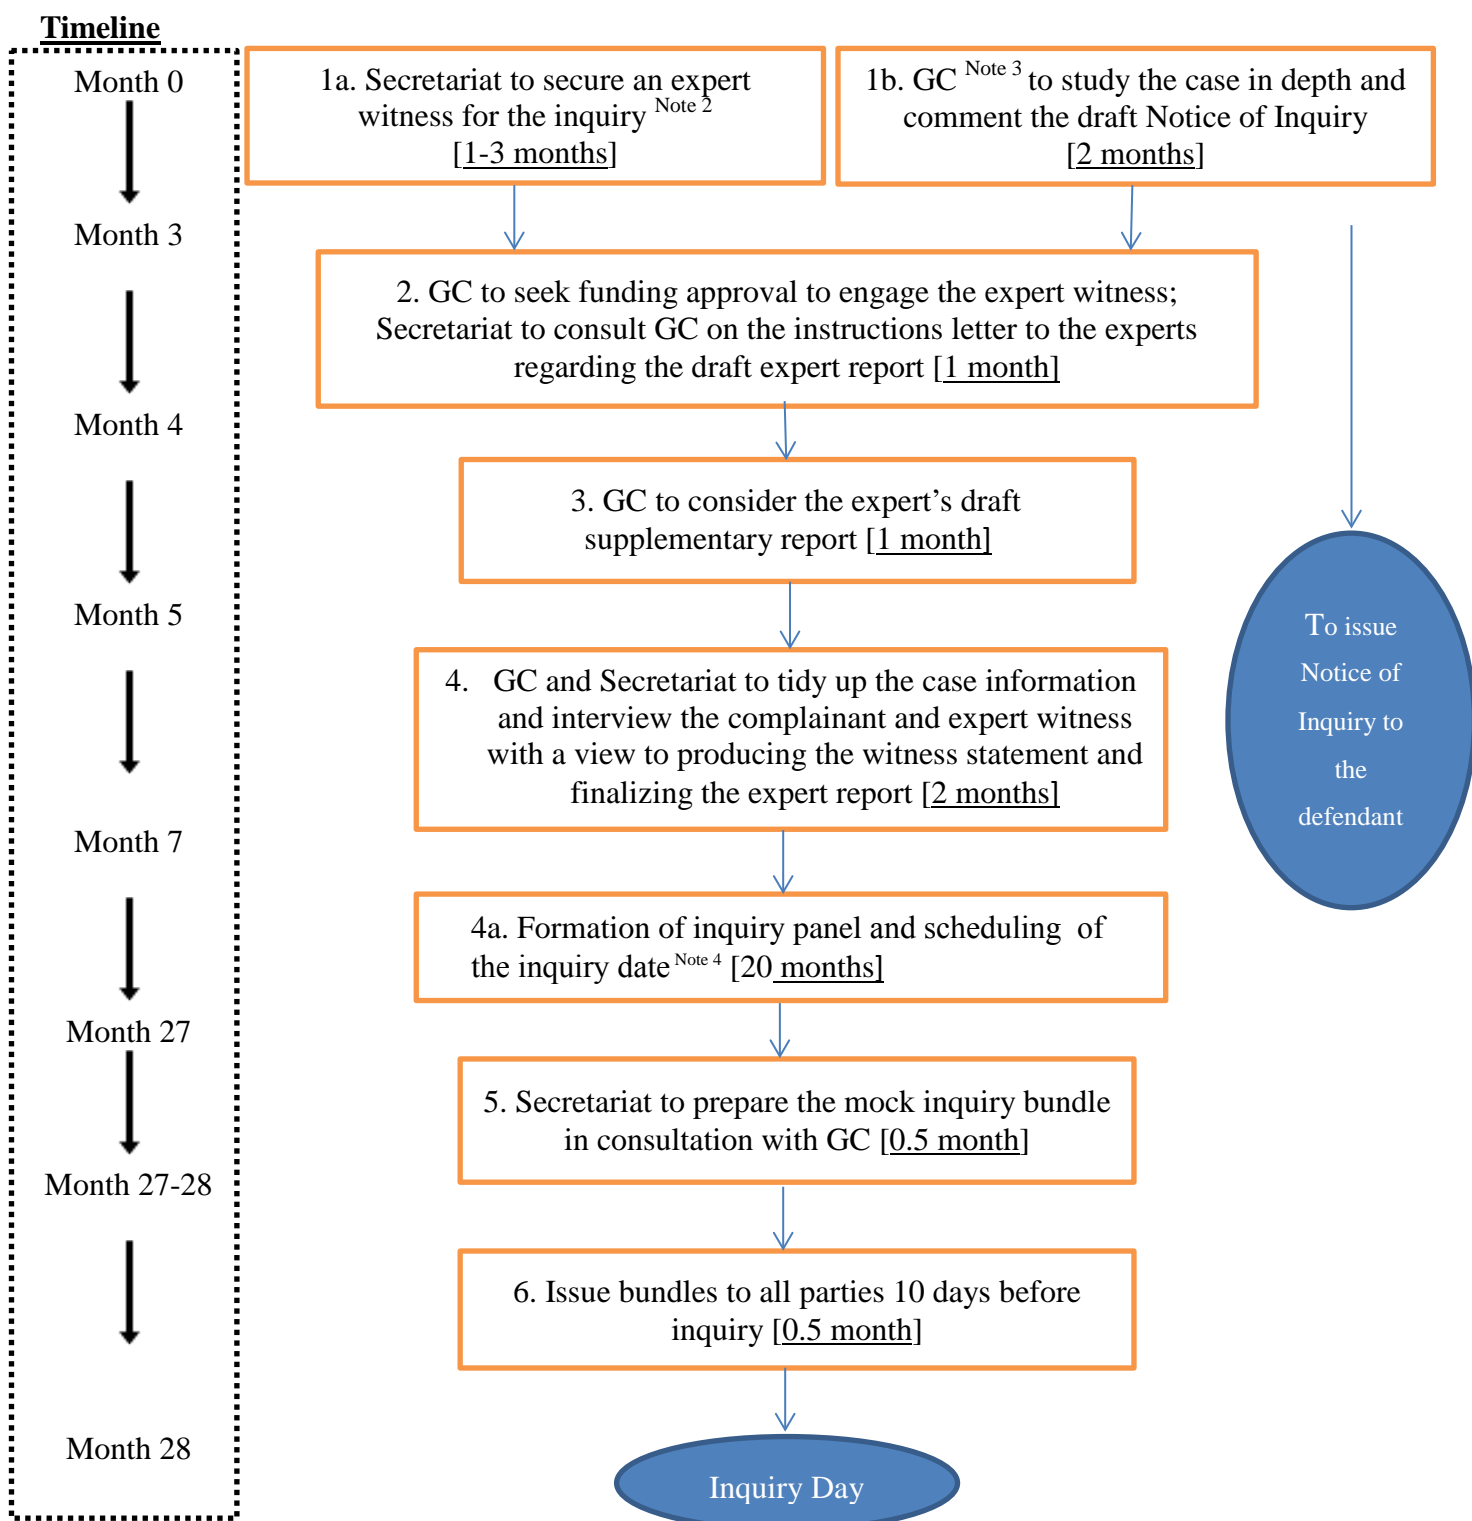 Timeline
Month 0
1a. Secretariat to secure an expert
witness for the inquiry Note 2
[1-3 months]
1b. GC Note 3 to study the case in depth and
comment the draft Notice of Inquiry
[2 months]
Month 3
2. GC to seek funding approval to engage the expert witness;
Secretariat to consult GC on the instructions letter to the experts
regarding the draft expert report [1 month]
Month 4
3. GC to consider the expert’s draft
supplementary report [1 month]
Month 5
4. GC and Secretariat to tidy up the case information
and interview the complainant and expert witness
with a view to producing the witness statement and
finalizing the expert report [2 months]
To issue
Notice of
Inquiry to
the
defendant
Month 7
4a. Formation of inquiry panel and scheduling of
the inquiry date Note 4 [20 months]
Month 27
5. Secretariat to prepare the mock inquiry bundle
in consultation with GC [0.5 month]
Month 27-28
6. Issue bundles to all parties 10 days before
inquiry [0.5 month]
Month 28
Inquiry Day